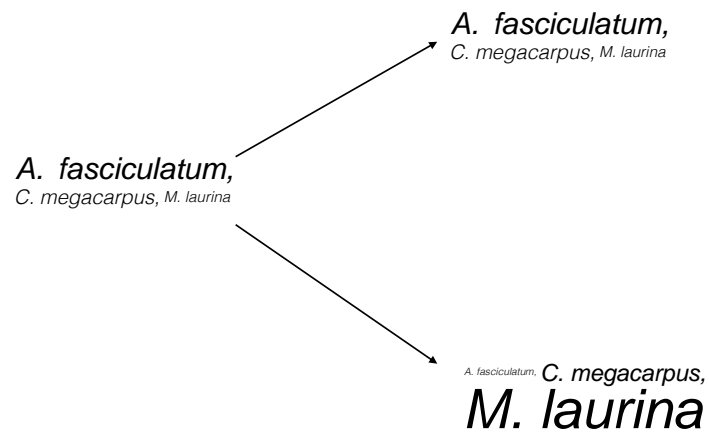 A. fasciculatum,
C. megacarpus, M. laurina
A. fasciculatum,
C. megacarpus, M. laurina
A. fasciculatum, C. megacarpus,
M. laurina